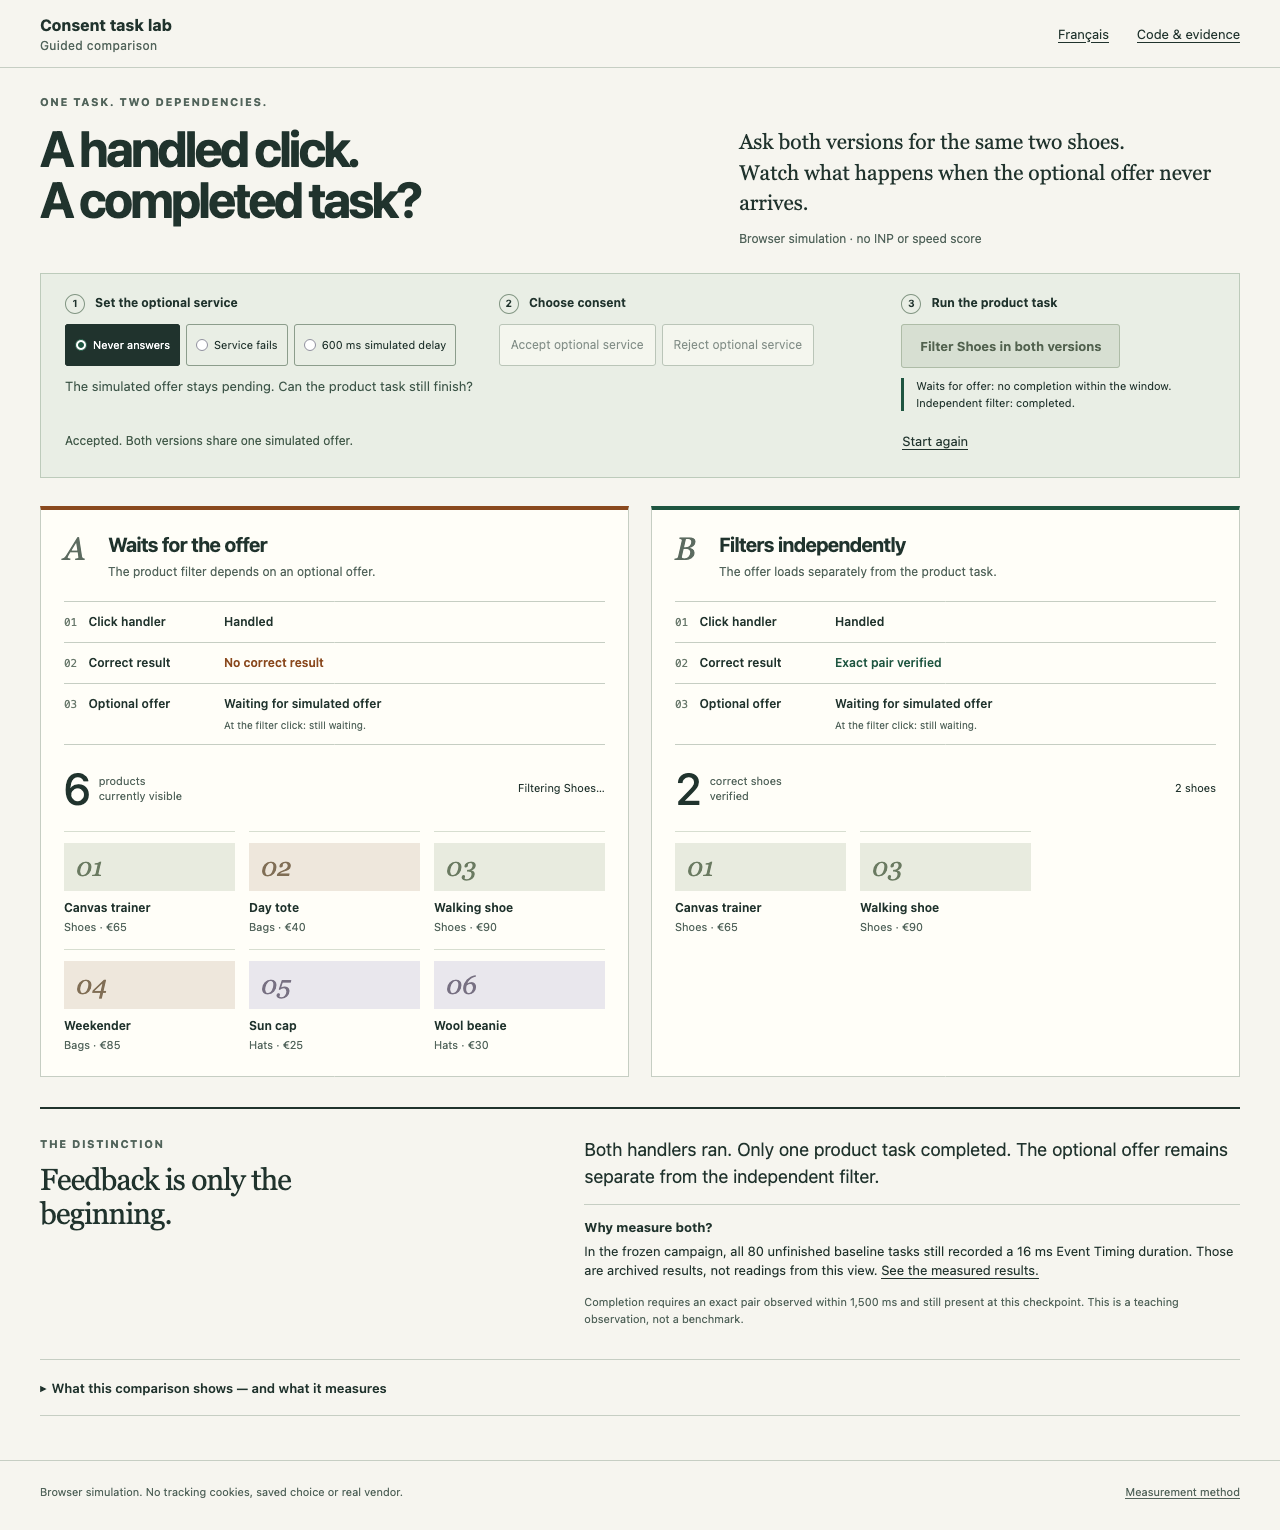 Consent task lab
Guided comparison
Français
Code & evidence
ONE TASK. TWO DEPENDENCIES.
A handled click.
A completed task?
Ask both versions for the same two shoes.
Watch what happens when the optional offer never
arrives.
Browser simulation · no INP or speed score
1 Set the optional service
Never answers
Service fails
600 ms simulated delay
The simulated offer stays pending. Can the product task still finish?
Accepted. Both versions share one simulated offer.
2 Choose consent
Accept optional service
Reject optional service
3 Run the product task
Filter Shoes in both versions
Waits for offer: no completion within the window.
Independent filter: completed.
Start again
A Waits for the offer
The product filter depends on an optional offer.
01 Click handler Handled
02 Correct result No correct result
03 Optional offer Waiting for simulated offer
At the filter click: still waiting.
6 products
currently visible
Filtering Shoes…
01
Canvas trainer
Shoes · €65
02
Day tote
Bags · €40
03
Walking shoe
Shoes · €90
04
Weekender
Bags · €85
05
Sun cap
Hats · €25
06
Wool beanie
Hats · €30
B Filters independently
The offer loads separately from the product task.
01 Click handler Handled
02 Correct result Exact pair verified
03 Optional offer Waiting for simulated offer
At the filter click: still waiting.
2 correct shoes
verified
2 shoes
01
Canvas trainer
Shoes · €65
03
Walking shoe
Shoes · €90
THE DISTINCTION
Feedback is only the
beginning.
Both handlers ran. Only one product task completed. The optional offer remains
separate from the independent filter.
Why measure both?
In the frozen campaign, all 80 unfinished baseline tasks still recorded a 16 ms Event Timing duration. Those
are archived results, not readings from this view. See the measured results.
Completion requires an exact pair observed within 1,500 ms and still present at this checkpoint. This is a teaching
observation, not a benchmark.
▸ What this comparison shows — and what it measures
Browser simulation. No tracking cookies, saved choice or real vendor.
Measurement method